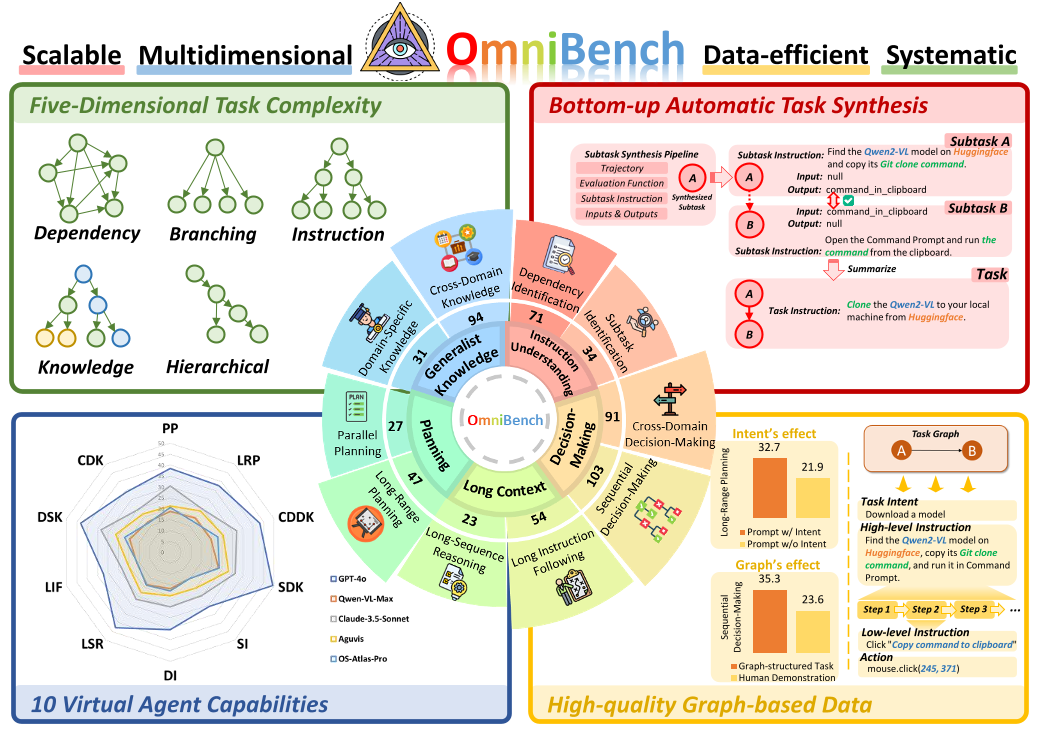 Scalable
Multidimensional
OmniBench
Data-efficient
Systematic
Five-Dimensional Task Complexity
Dependency
Branching
Instruction
Knowledge
Hierarchical
Bottom-up Automatic Task Synthesis
Subtask Synthesis Pipeline
Trajectory
Evaluation Function
Subtask Instruction
Inputs & Outputs
A
Synthesized
Subtask
Subtask A
Subtask Instruction: Find the Qwen2-VL model on Huggingface
and copy its Git clone command.
Input: null
Output: command_in_clipboard
A
B
Subtask B
Input: command_in_clipboard
Output: null
Subtask Instruction: Open the Command Prompt and run the
command from the clipboard.
Summarize
Task
A
B
Task Instruction: Clone the Qwen2-VL to your local
machine from Huggingface.
OmniBench
Generalist
Knowledge
Instruction
Understanding
Decision-
Making
Long Context
Planning
Cross-Domain
Knowledge
94
Dependency
Identification
71
Subtask
Identification
34
Cross-Domain
Decision-Making
91
Sequential
Decision-Making
103
Long Instruction
Following
54
Long-Sequence
Reasoning
23
Long-Range
Planning
47
PLAN
Parallel
Planning
27
Domain-Specific
Knowledge
31
PP
LRP
CDDK
SDK
SI
DI
LSR
LIF
DSK
CDK
50
45
40
35
30
25
20
15
10
5
0
GPT-4o
Qwen-VL-Max
Claude-3.5-Sonnet
Aguvis
OS-Atlas-Pro
10 Virtual Agent Capabilities
Intent's effect
Long-Range Planning
32.7
21.9
Prompt w/ Intent
Prompt w/o Intent
Graph's effect
Sequential
Decision-Making
35.3
23.6
Graph-structured Task
Human Demonstration
Task Graph
A
B
Task Intent
Download a model
High-level Instruction
Find the Qwen2-VL model on
Huggingface, copy its Git clone
command, and run it in Command
Prompt.
Step 1
Step 2
Step 3
...
Low-level Instruction
Click "Copy command to clipboard"
Action
mouse.click(245, 371)
High-quality Graph-based Data